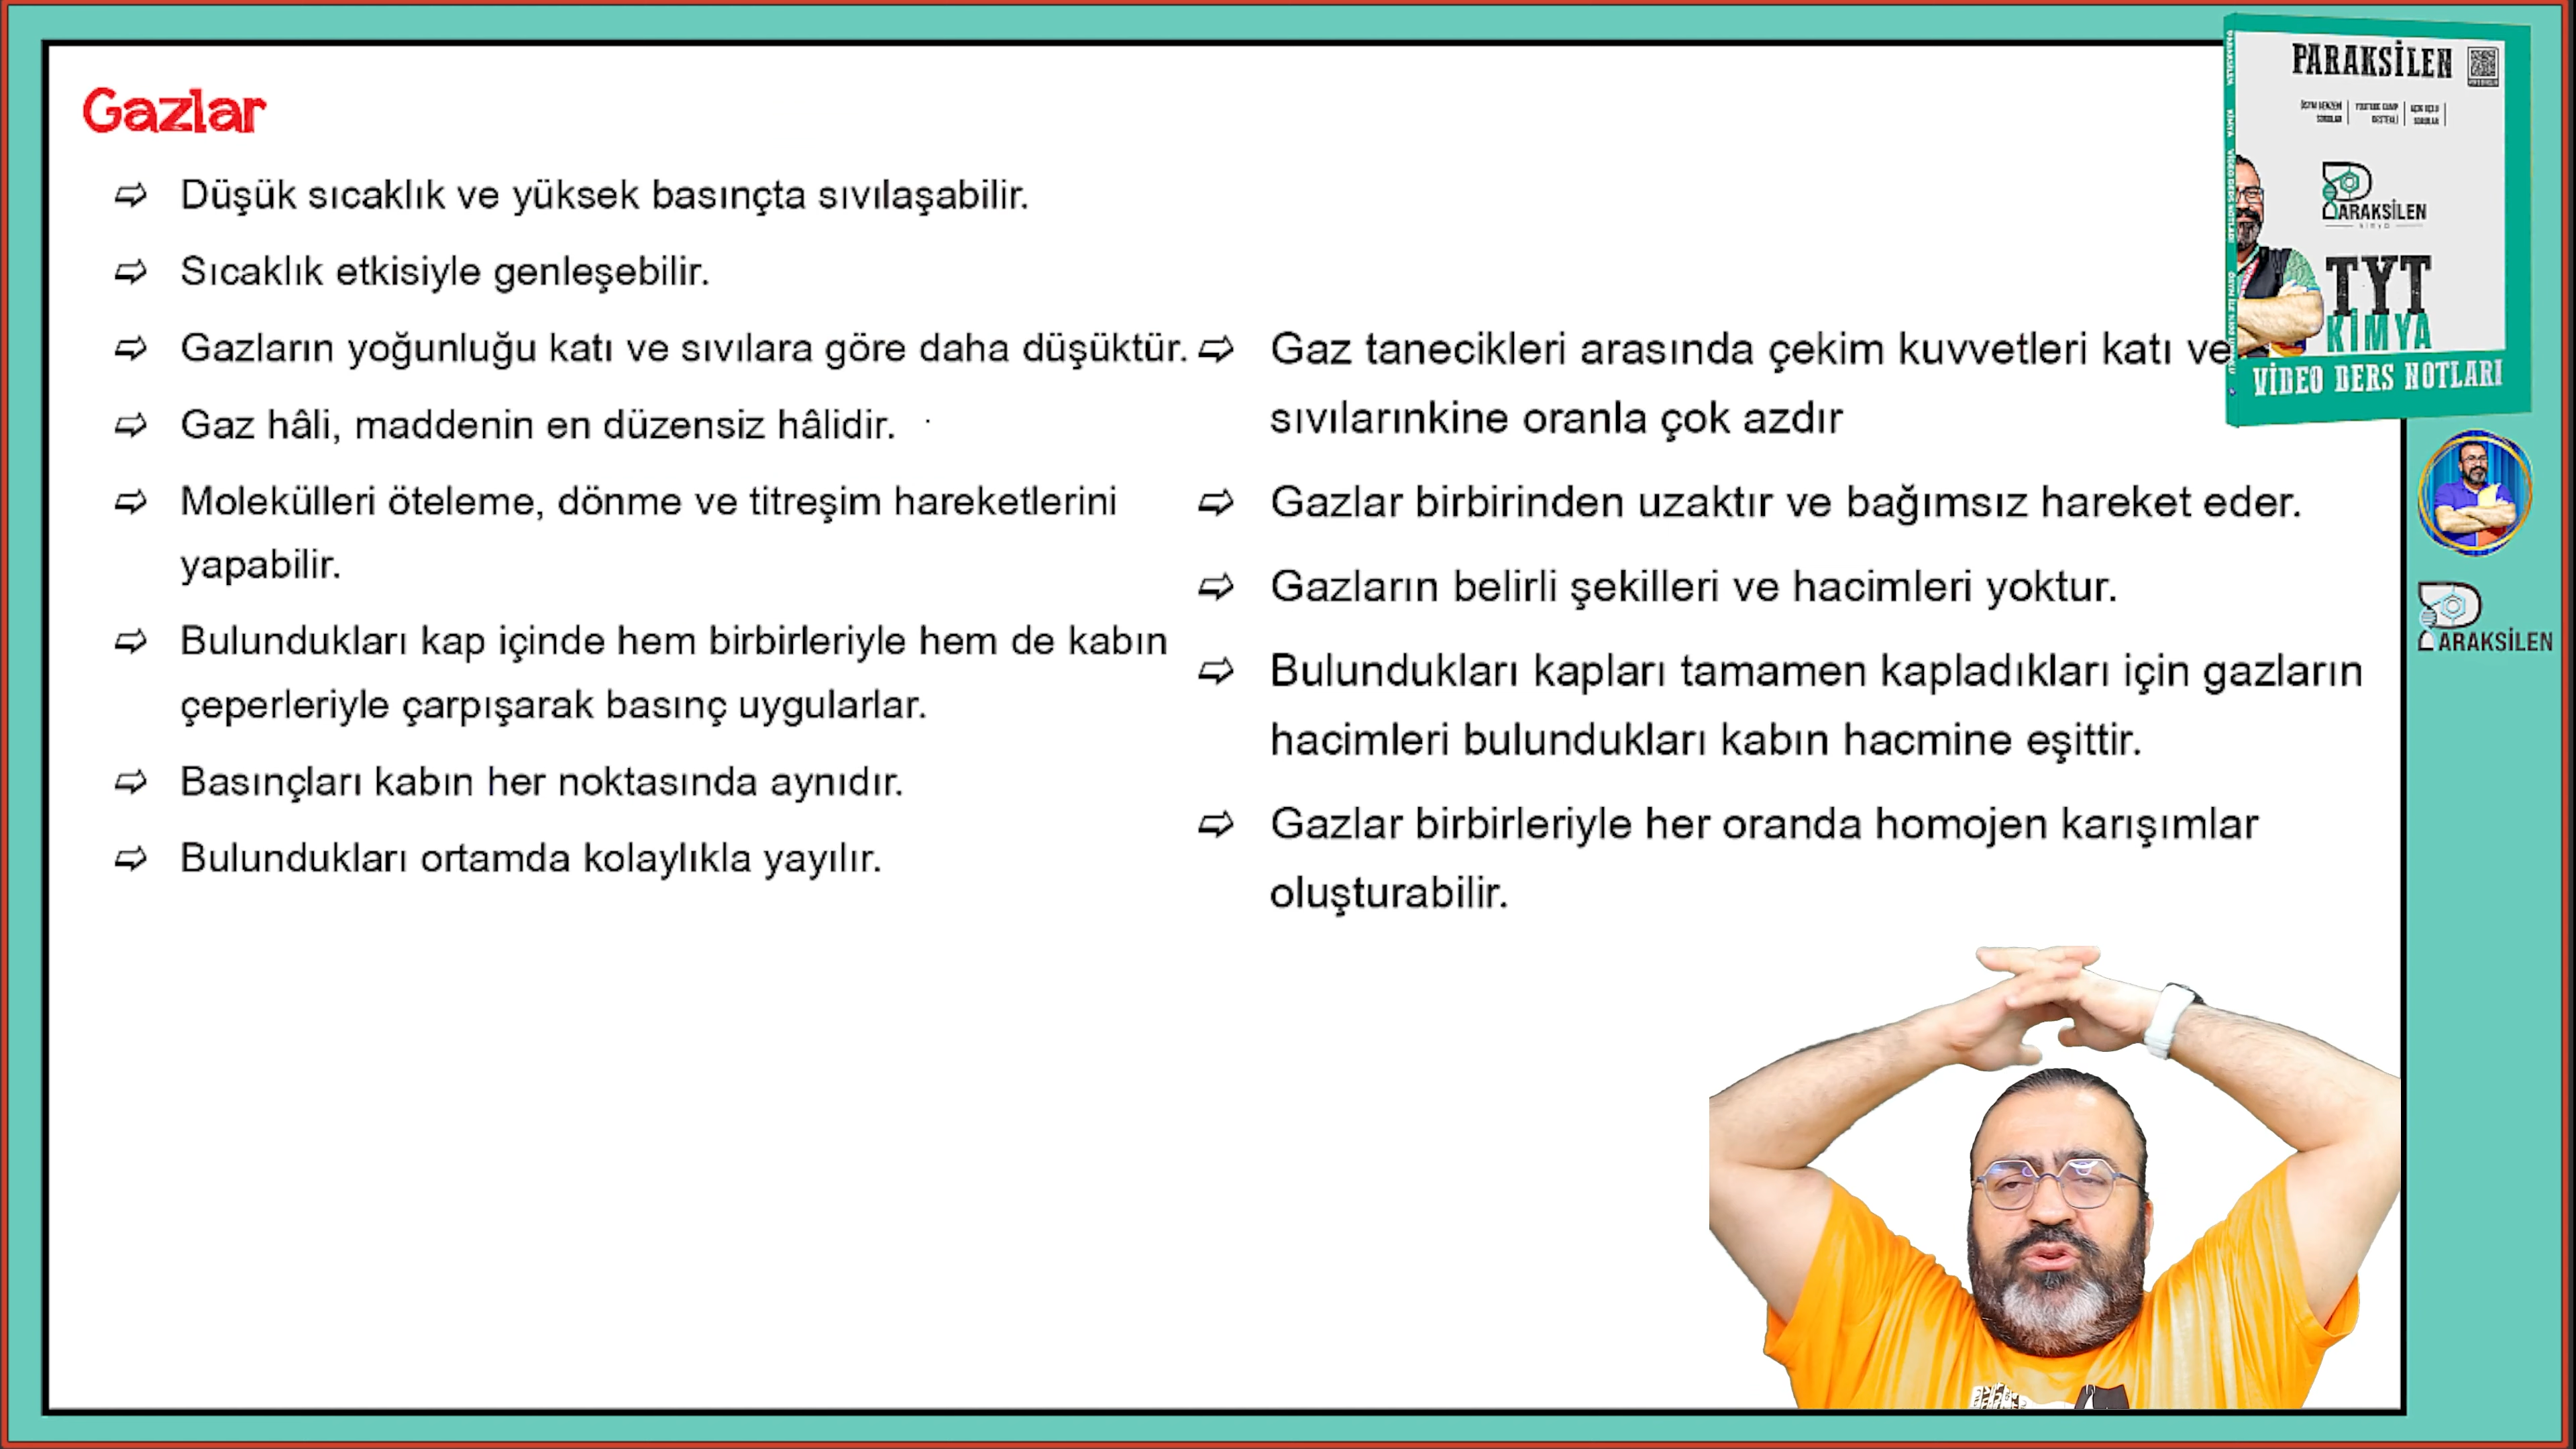 Gazlar
⇨ Düşük sıcaklık ve yüksek basınçta sıvılaşabilir.
⇨ Sıcaklık etkisiyle genleşebilir.
⇨ Gazların yoğunluğu katı ve sıvılara göre daha düşüktür.
⇨ Gaz hâli, maddenin en düzensiz hâlidir.
⇨ Molekülleri öteleme, dönme ve titreşim hareketlerini
yapabilir.
⇨ Bulundukları kap içinde hem birbirleriyle hem de kabın
çeperleriyle çarpışarak basınç uygularlar.
⇨ Basınçları kabın her noktasında aynıdır.
⇨ Bulundukları ortamda kolaylıkla yayılır.
⇨ Gaz tanecikleri arasında çekim kuvvetleri katı ve
sıvılarınkine oranla çok azdır
⇨ Gazlar birbirinden uzaktır ve bağımsız hareket eder.
⇨ Gazların belirli şekilleri ve hacimleri yoktur.
⇨ Bulundukları kapları tamamen kapladıkları için gazların
hacimleri bulundukları kabın hacmine eşittir.
⇨ Gazlar birbirleriyle her oranda homojen karışımlar
oluşturabilir.
PARAKSİLEN
PARAKSİLEN
TYT
KİMYA
VİDEO DERS NOTLARI
PARAKSİLEN